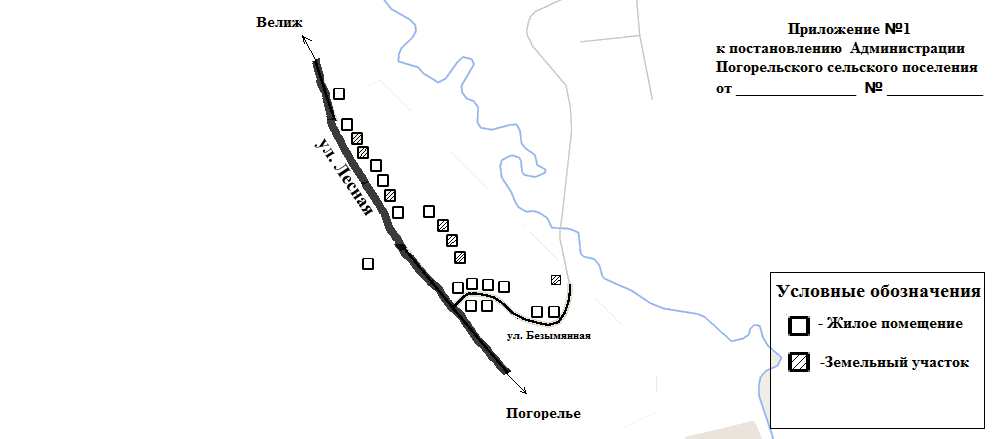 Велиж
Приложение №1
к постановлению Администрации
Погорельского сельского поселения
от ________________ № _____________
ул. Лесная
Условные обозначения
- Жилое помещение
-Земельный участок
ул. Безымянная
Погорелье